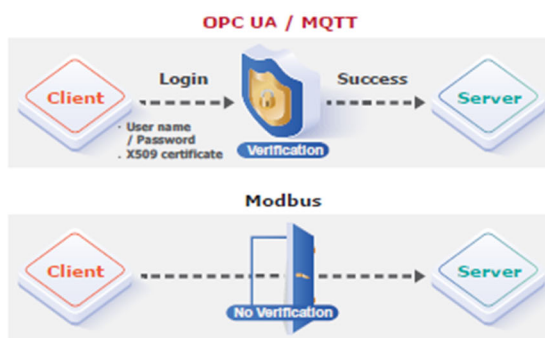 OPC UA / MQTT
Client
Login
Success
Server
· User name
/ Password
. X509 certificate
Verification
Modbus
Client
Server
No Verification